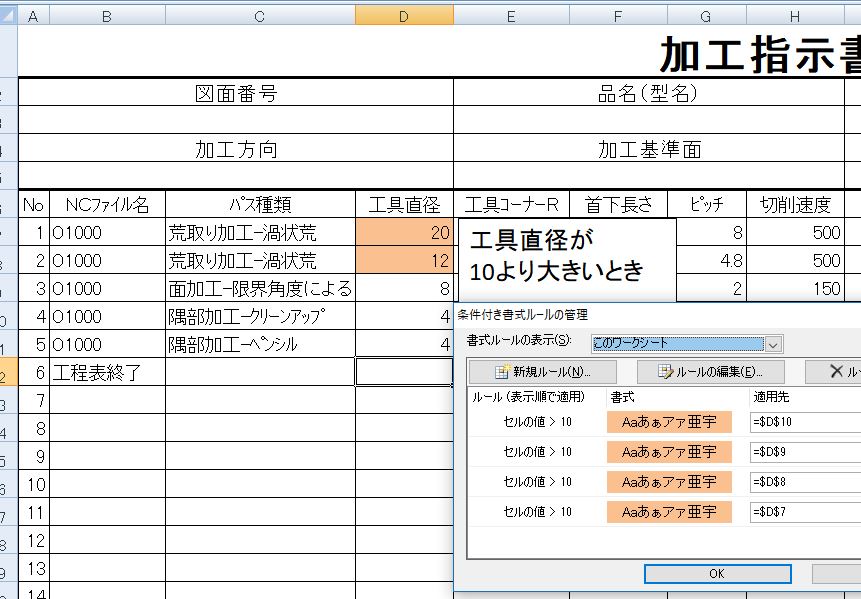 A B C D E F G H
加工指示書
図面番号 品名(型名)
加工方向 加工基準面
No NCファイル名 パス種類 工具直径 工具コーナーR 首下長さ ピッチ 切削速度
1 O1000 荒取り加工-渦状荒 20 8 500
2 O1000 荒取り加工-渦状荒 12 4.8 500
3 O1000 面加工-限界角度による 8 2 150
4 O1000 隅部加工-クリーンアップ 4
5 O1000 隅部加工-ペンシル 4
6 工程表終了
7
8
9
10
11
12
13
14
工具直径が
10より大きいとき
条件付き書式ルールの管理
書式ルールの表示(S): このワークシート
新規ルール(N)... ルールの編集(E)... ル
ルール (表示順で適用) 書式 適用先
セルの値 > 10 Aaあぁアァ亜宇 =$D$10
セルの値 > 10 Aaあぁアァ亜宇 =$D$9
セルの値 > 10 Aaあぁアァ亜宇 =$D$8
セルの値 > 10 Aaあぁアァ亜宇 =$D$7
OK